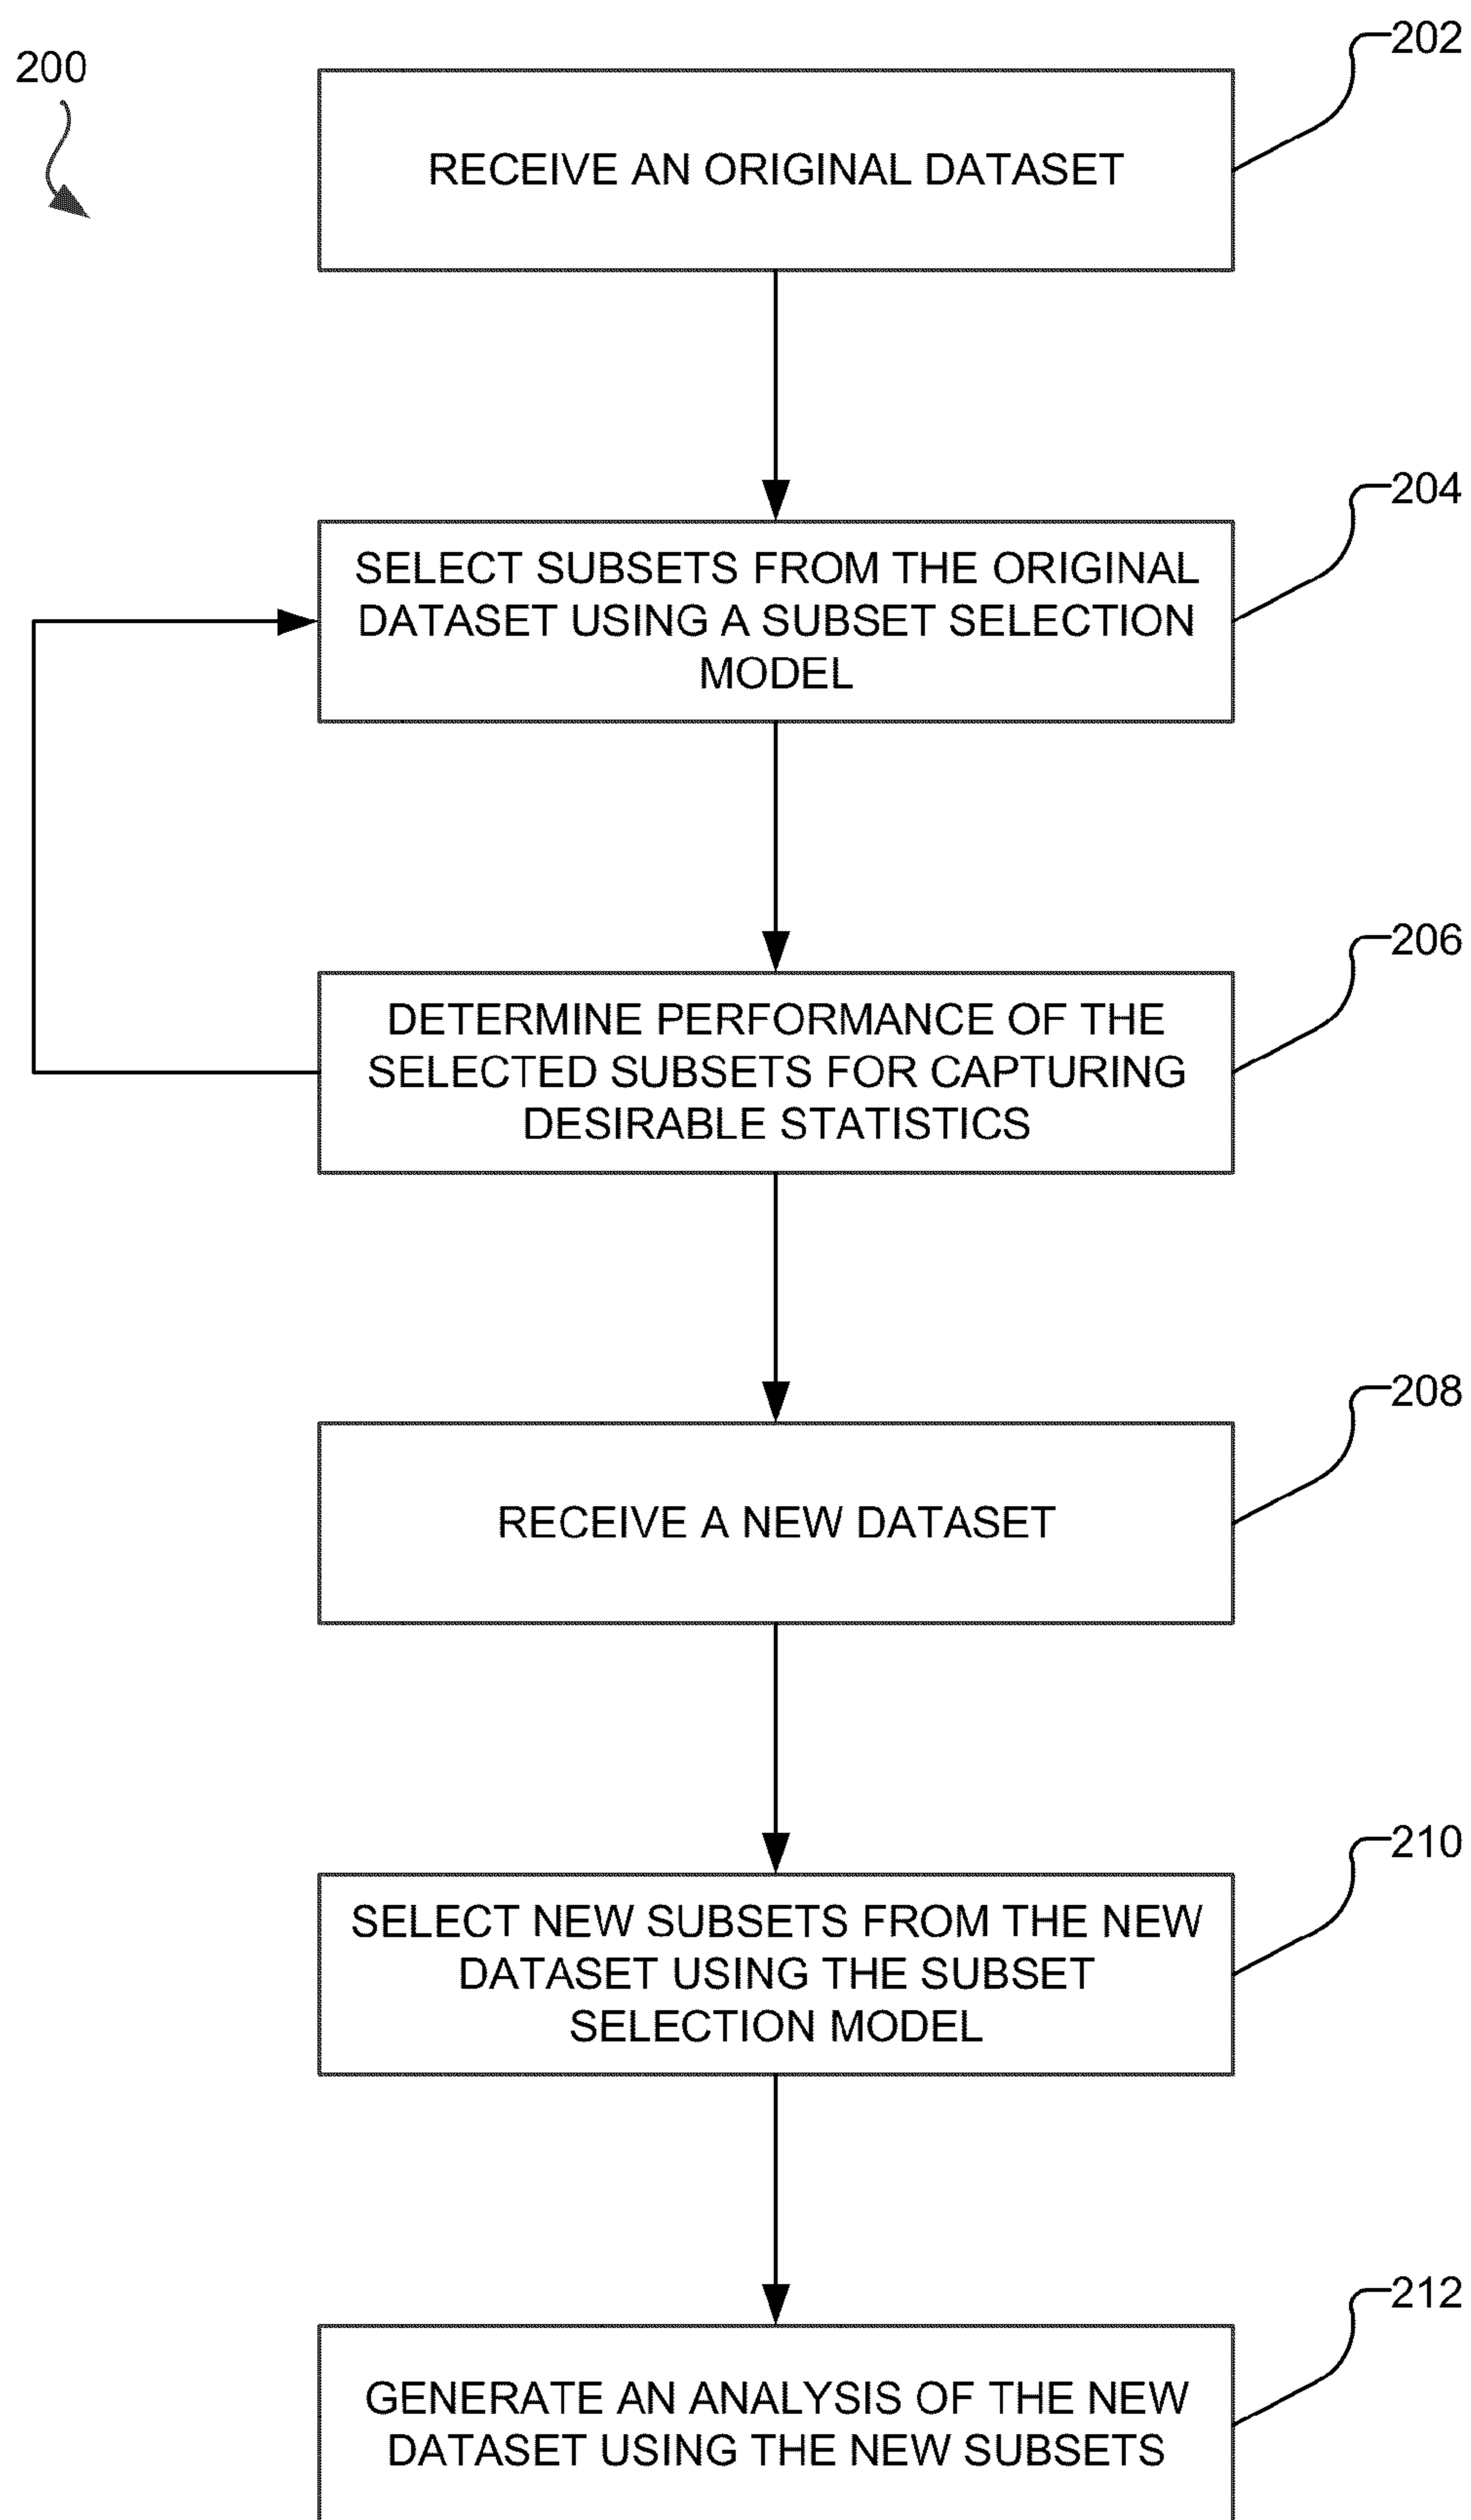 200
202
RECEIVE AN ORIGINAL DATASET
204
SELECT SUBSETS FROM THE ORIGINAL
DATASET USING A SUBSET SELECTION
MODEL
206
DETERMINE PERFORMANCE OF THE
SELECTED SUBSETS FOR CAPTURING
DESIRABLE STATISTICS
208
RECEIVE A NEW DATASET
210
SELECT NEW SUBSETS FROM THE NEW
DATASET USING THE SUBSET
SELECTION MODEL
212
GENERATE AN ANALYSIS OF THE NEW
DATASET USING THE NEW SUBSETS